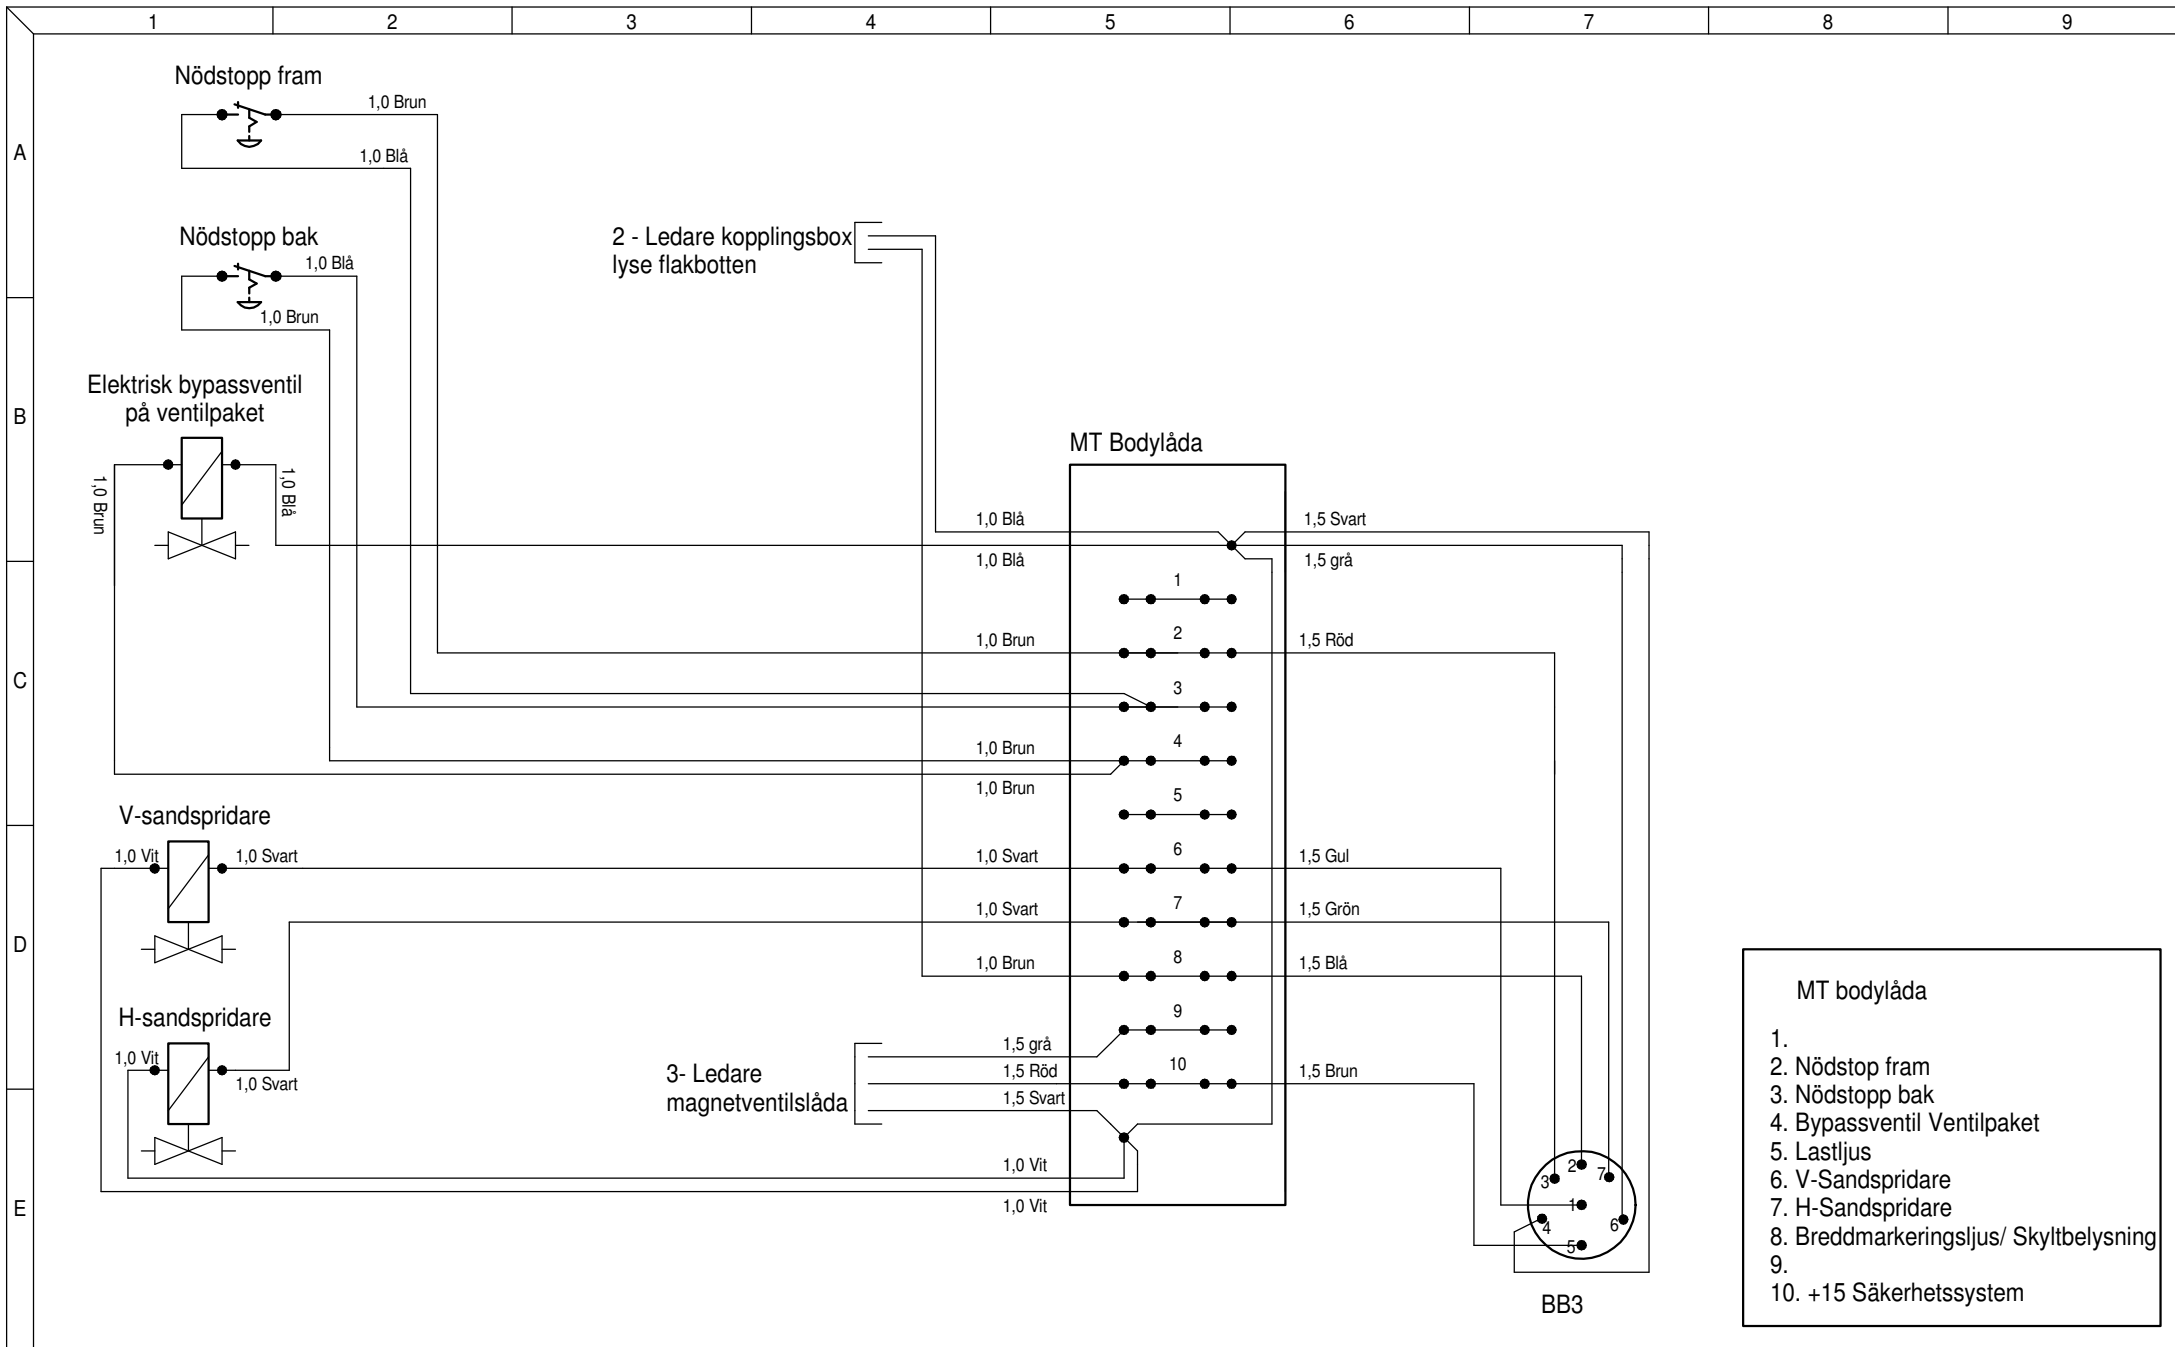 1 2 3 4 5 6 7 8 9
A
B
C
D
E
Nödstopp fram
1,0 Brun
1,0 Blå
Nödstopp bak
1,0 Blå
1,0 Brun
2 - Ledare kopplingsbox
lyse flakbotten
Elektrisk bypassventil
på ventilpaket
1,0 Brun
1,0 Blå
MT Bodylåda
1,0 Blå
1,5 Svart
1,0 Blå
1,5 grå
1
1,0 Brun
2
1,5 Röd
3
1,0 Brun
4
1,0 Brun
5
V-sandspridare
1,0 Vit
1,0 Svart
1,0 Svart
6
1,5 Gul
1,0 Svart
7
1,5 Grön
1,0 Brun
8
1,5 Blå
H-sandspridare
1,0 Vit
1,0 Svart
9
3- Ledare
magnetventilslåda
1,5 grå
1,5 Röd
1,5 Svart
10
1,5 Brun
1,0 Vit
1,0 Vit
2
3
7
1
4
6
5
BB3
MT bodylåda
1.
2. Nödstop fram
3. Nödstopp bak
4. Bypassventil Ventilpaket
5. Lastljus
6. V-Sandspridare
7. H-Sandspridare
8. Breddmarkeringsljus/ Skyltbelysning
9.
10. +15 Säkerhetssystem